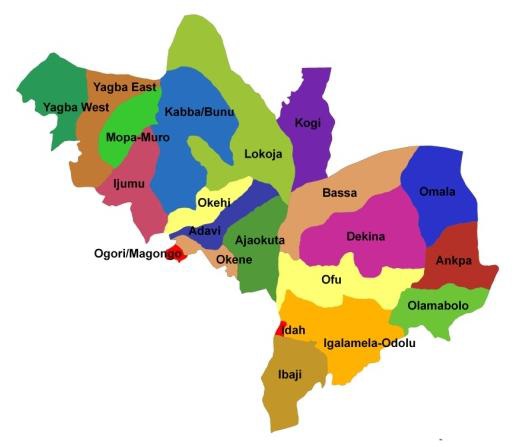 Yagba East
Yagba West
Kabba/Bunu
Kogi
Mopa-Muro
Lokoja
Ijumu
Bassa
Omala
Okehi
Adavi
Dekina
Ajaokuta
Ogori/Magongo
Okene
Ankpa
Ofu
Olamabolo
Idah
Igalamela-Odolu
Ibaji